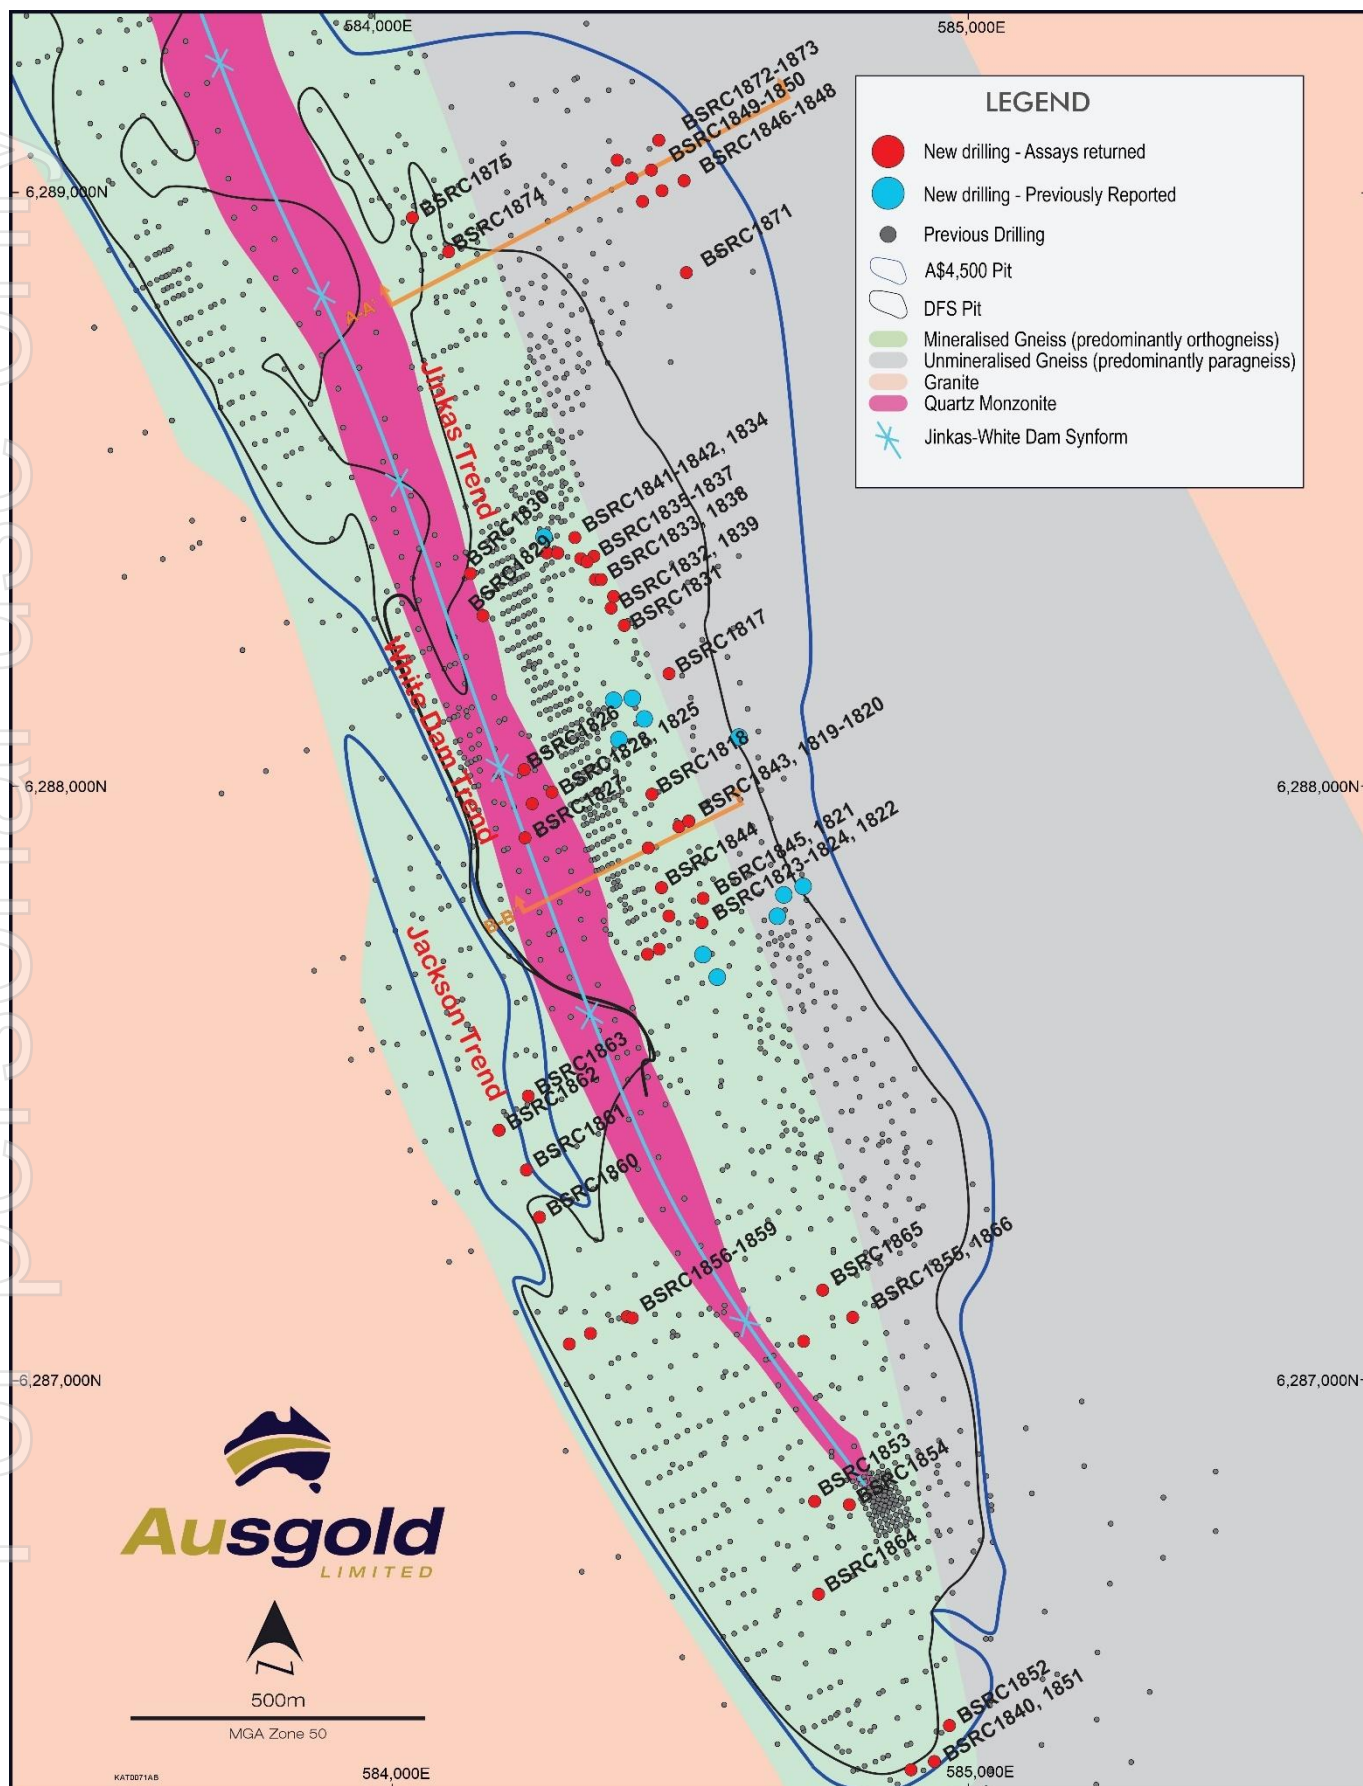 584,000E
585,000E
LEGEND
New drilling - Assays returned
New drilling - Previously Reported
Previous Drilling
A$4,500 Pit
DFS Pit
Mineralised Gneiss (predominantly orthogneiss)
Unmineralised Gneiss (predominantly paragneiss)
Granite
Quartz Monzonite
Jinkas-White Dam Synform
BSRC1872-1873
BSRC1849-1850
BSRC1846-1848
6,289,000N
BSRC1875
BSRC1874
BSRC1871
A-A'
Jinkas Trend
BSRC1841-1842, 1834
BSRC1835-1837
BSRC1833, 1838
BSRC1832, 1839
BSRC1831
BSRC1830
BSRC1829
BSRC1817
White Dam Trend
BSRC1826
BSRC1828, 1825
BSRC1827
BSRC1818
BSRC1843, 1819-1820
6,288,000N
6,288,000N
BSRC1844
BSRC1845, 1821
BSRC1823-1824, 1822
B-B'
Jackson Trend
BSRC1863
BSRC1862
BSRC1861
BSRC1860
BSRC1856-1859
BSRC1865
BSRC1855, 1866
6,287,000N
6,287,000N
BSRC1853
BSRC1854
BSRC1864
Ausgold
LIMITED
N
500m
MGA Zone 50
BSRC1852
BSRC1840, 1851
KAT0071AB
584,000E
585,000E